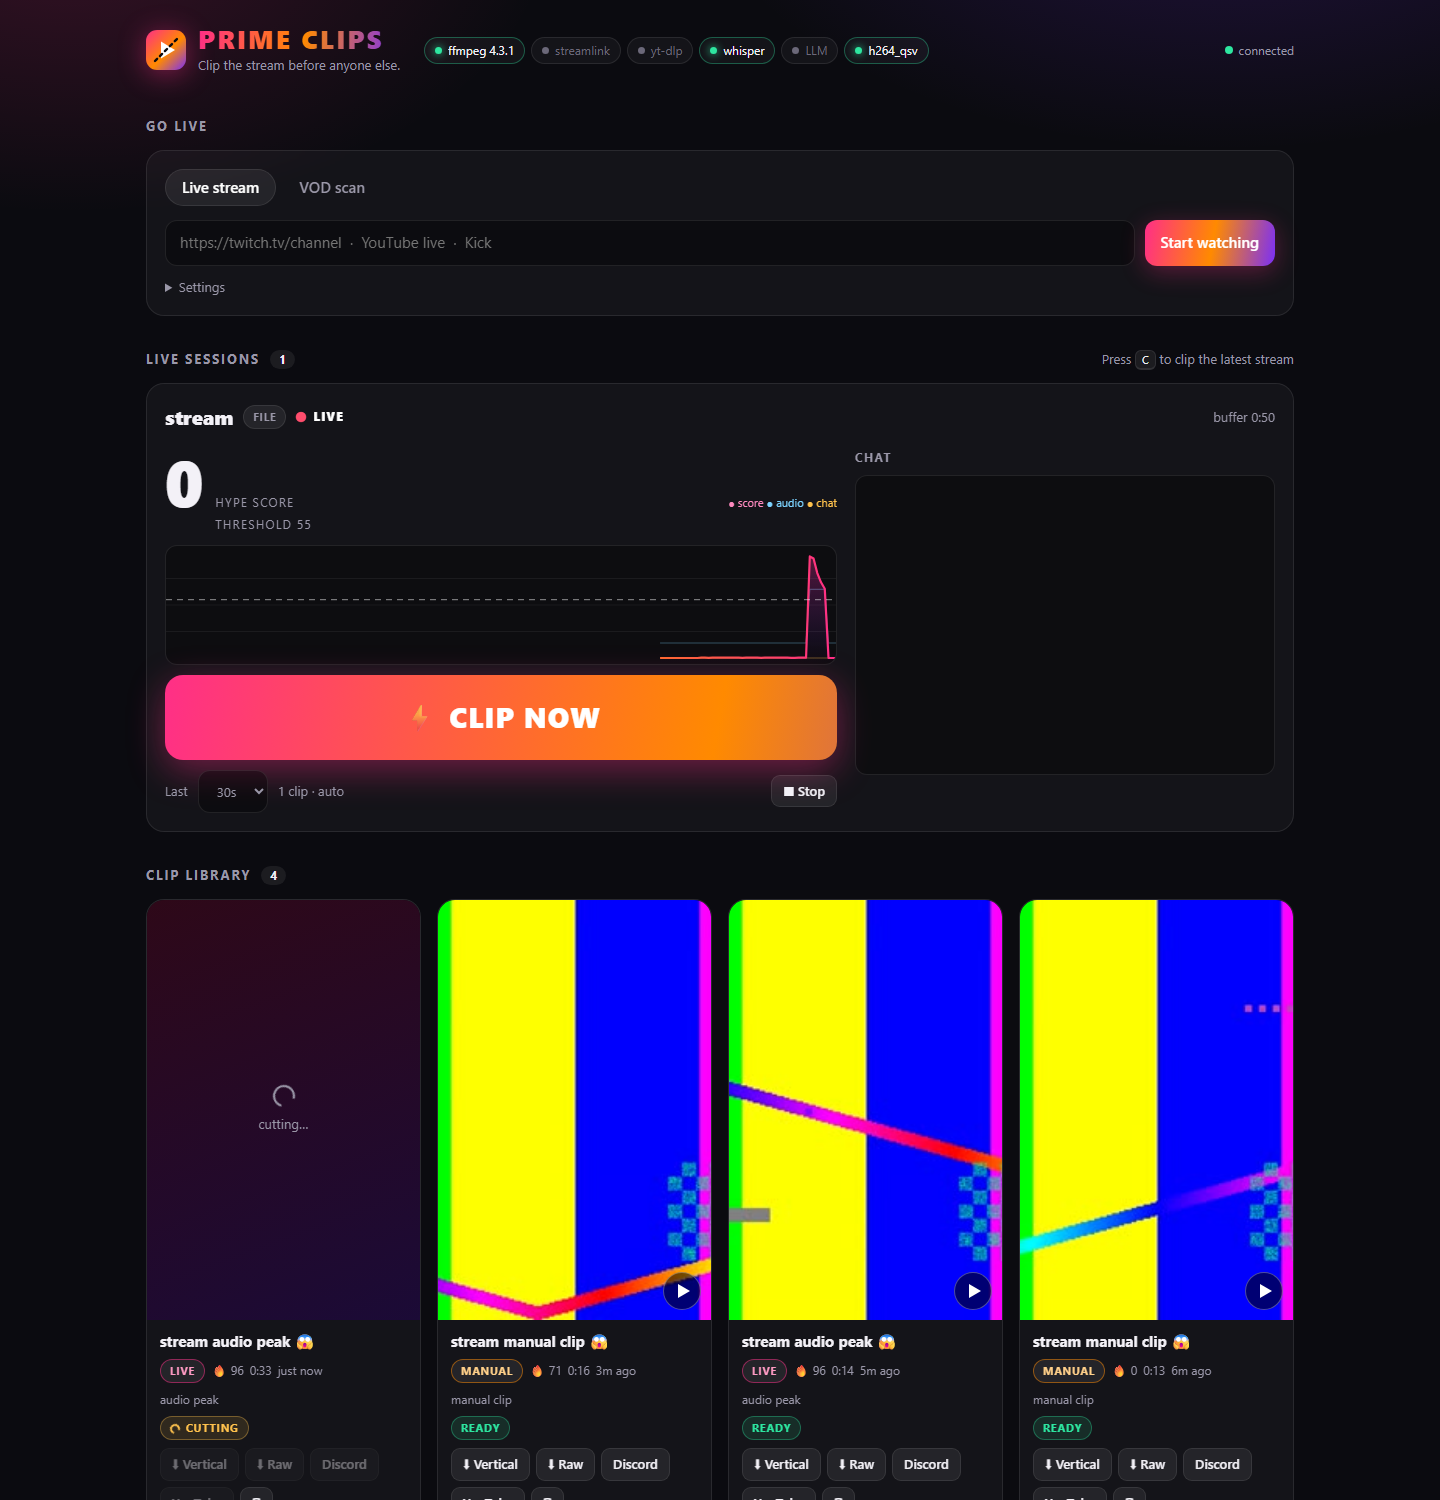 PRIME CLIPS
Clip the stream before anyone else.
ffmpeg 4.3.1
streamlink
yt-dlp
whisper
LLM
h264_qsv
connected
GO LIVE
Live stream
VOD scan
https://twitch.tv/channel · YouTube live · Kick
Start watching
Settings
LIVE SESSIONS 1
Press C to clip the latest stream
stream FILE LIVE
buffer 0:50
0 HYPE SCORE
THRESHOLD 55
score audio chat
CHAT
CLIP NOW
Last 30s 1 clip · auto
Stop
CLIP LIBRARY 4
cutting...
stream audio peak
LIVE 96 0:33 just now
audio peak
CUTTING
Vertical Raw Discord
stream manual clip
MANUAL 71 0:16 3m ago
manual clip
READY
Vertical Raw Discord
stream audio peak
LIVE 96 0:14 5m ago
audio peak
READY
Vertical Raw Discord
stream manual clip
MANUAL 0 0:13 6m ago
manual clip
READY
Vertical Raw Discord